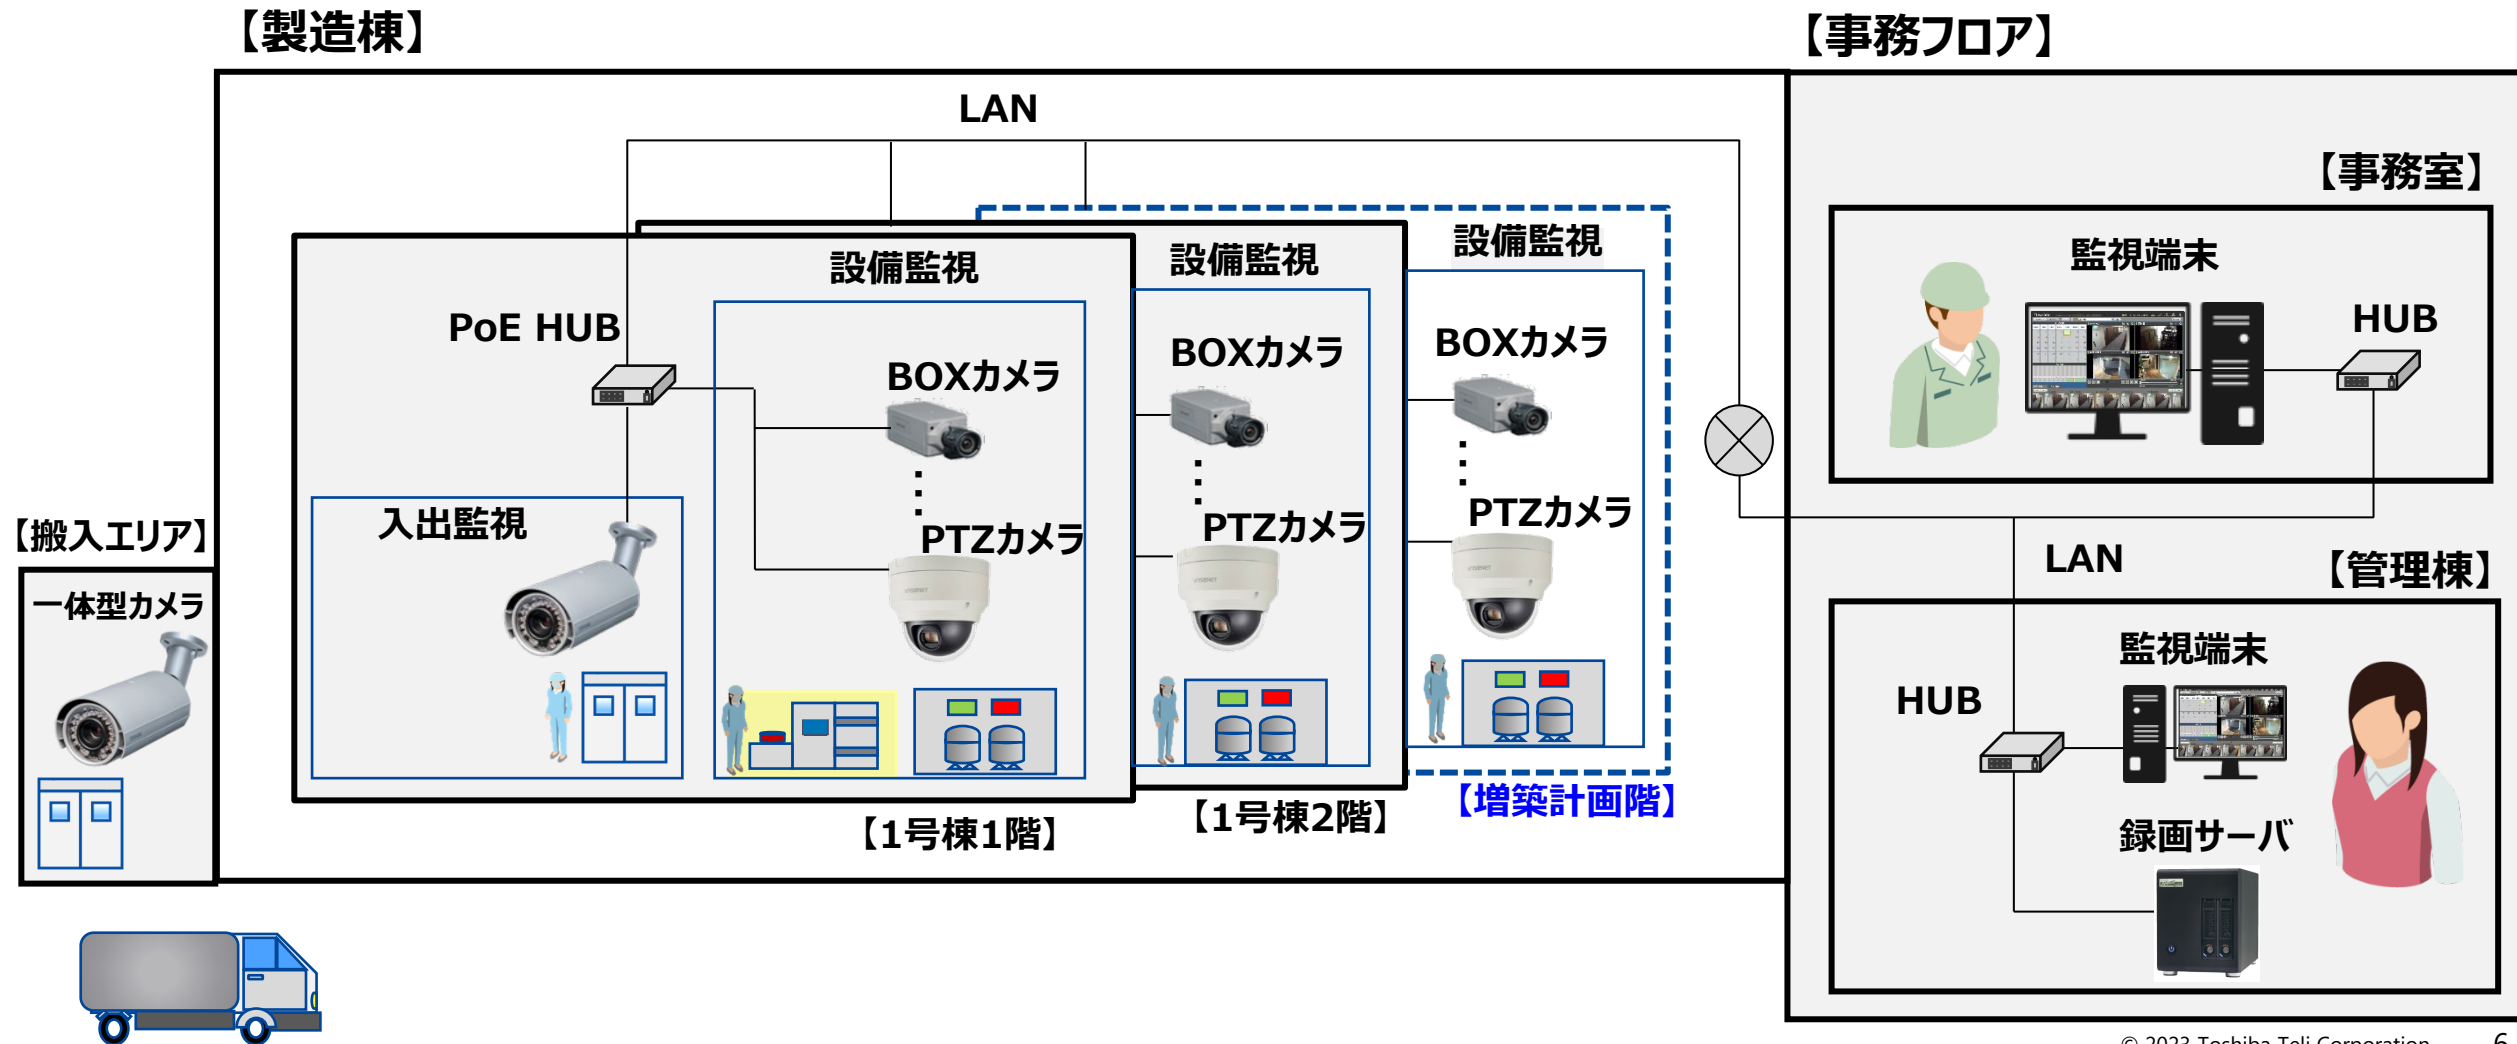 【製造棟】
【事務フロア】
LAN
【事務室】
設備監視
設備監視
設備監視
監視端末
PoE HUB
HUB
BOXカメラ
BOXカメラ
BOXカメラ
入出監視
PTZカメラ
PTZカメラ
PTZカメラ
【搬入エリア】
一体型カメラ
LAN
【管理棟】
監視端末
HUB
【増築計画階】
【1号棟2階】
【1号棟1階】
録画サーバ
© 2023 Toshiba Teli Corporation
6